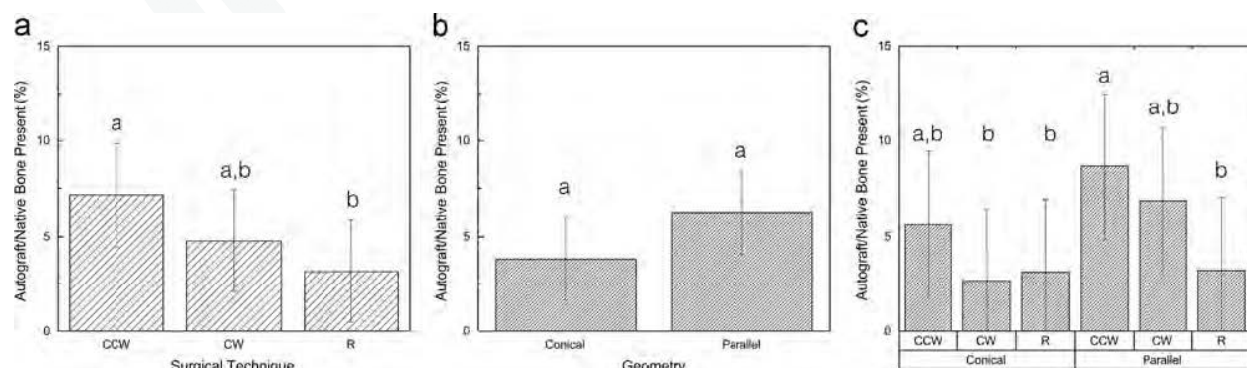 a
Autograft/Native Bone Present (%)
15
10
5
0
a
a,b
b
CCW CW R
Surgical Technique
b
Autograft/Native Bone Present (%)
15
10
5
0
a
a
Conical Parallel
Geometry
c
Autograft/Native Bone Present (%)
15
10
5
0
a,b
b
b
a
a,b
b
CCW CW R CCW CW R
Conical Parallel